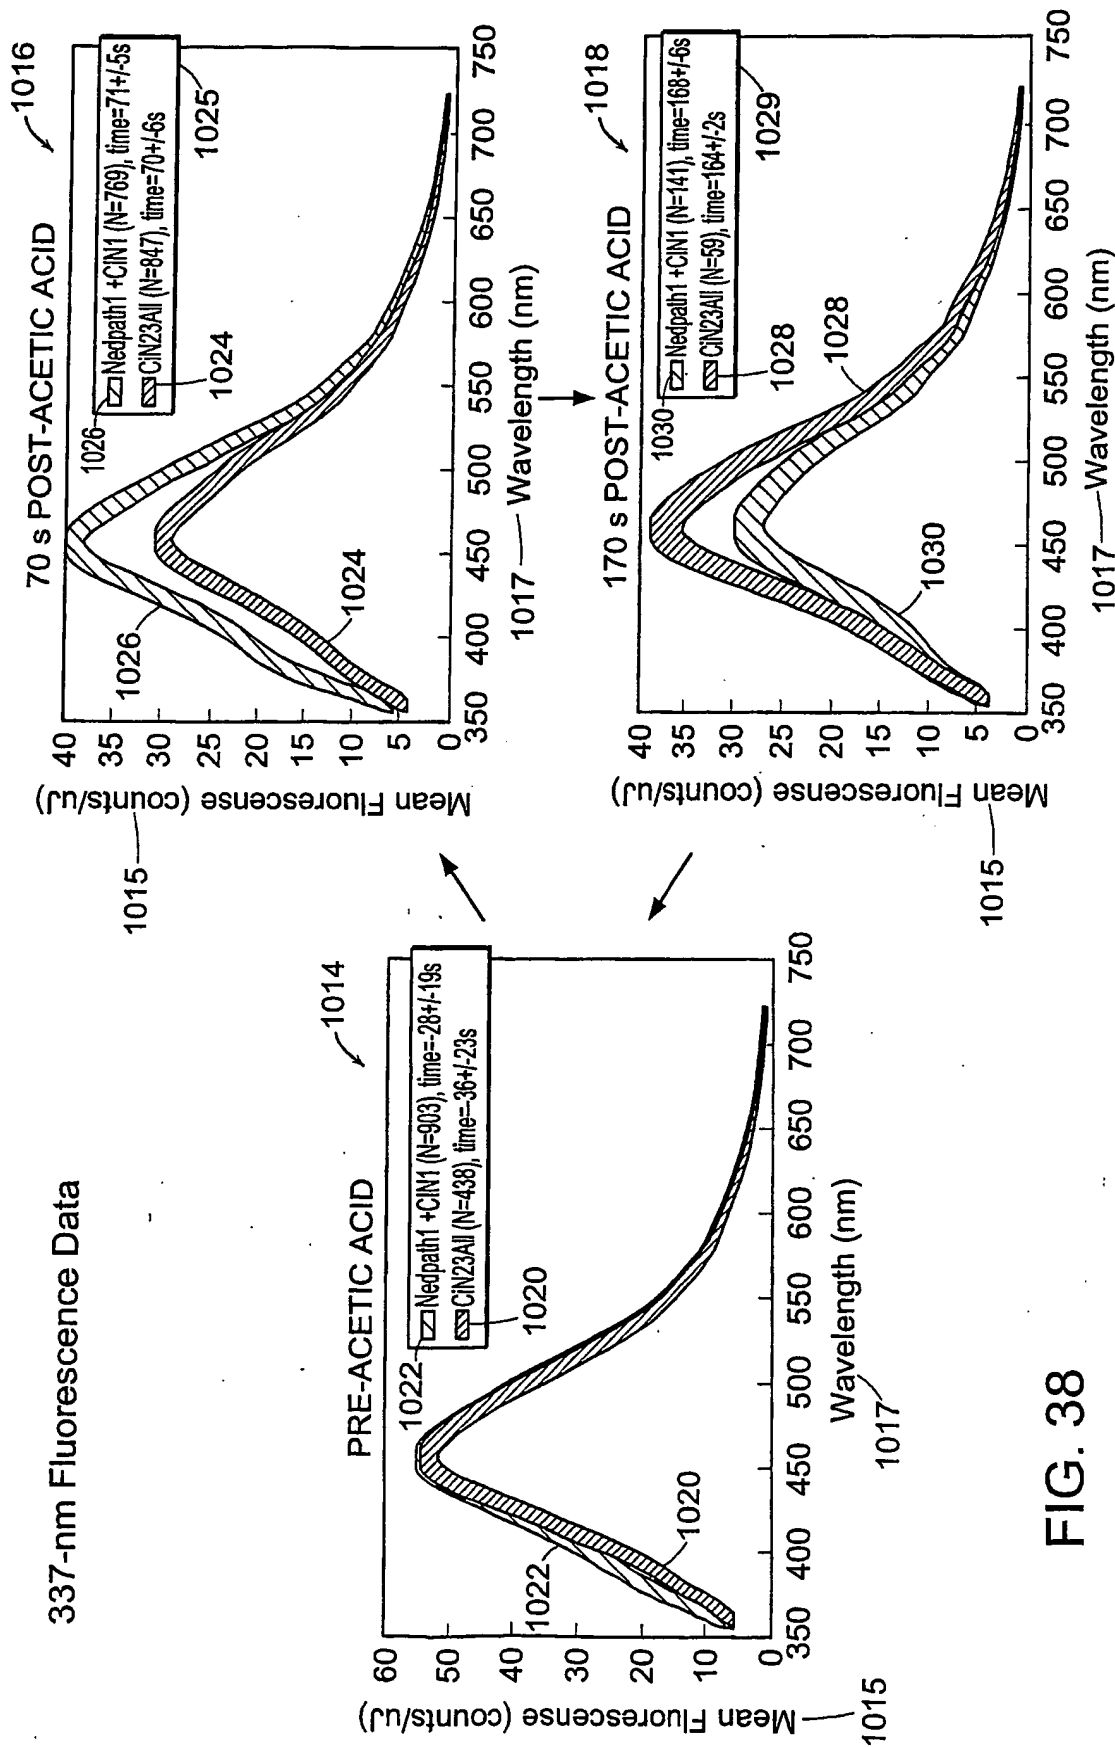 337-nm Fluorescence Data
PRE-ACETIC ACID
1014
1022
Nedpath1 +CIN1 (N=903), time=-28+/-19s
CiN23All (N=438), time=-36+/-23s
1020
60
50
40
30
20
10
0
1022
1020
350 400 450 500 550 600 650 700 750
Mean Fluorescense (counts/uJ)
1015
Wavelength (nm)
1017
70 s POST-ACETIC ACID
1016
1026
Nedpath1 +CIN1 (N=769), time=71+/-5s
CiN23All (N=847), time=70+/-6s
1024
1025
40
35
30
25
20
15
10
5
0
1026
1024
350 400 450 500 550 600 650 700 750
Mean Fluorescense (counts/uJ)
1015
1017 Wavelength (nm)
170 s POST-ACETIC ACID
1018
1030
Nedpath1 +CIN1 (N=141), time=168+/-6s
CiN23All (N=59), time=164+/-2s
1028
1029
40
35
30
25
20
15
10
5
0
1028
1030
350 400 450 500 550 600 650 700 750
Mean Fluorescense (counts/uJ)
1015
1017 Wavelength (nm)
FIG. 38